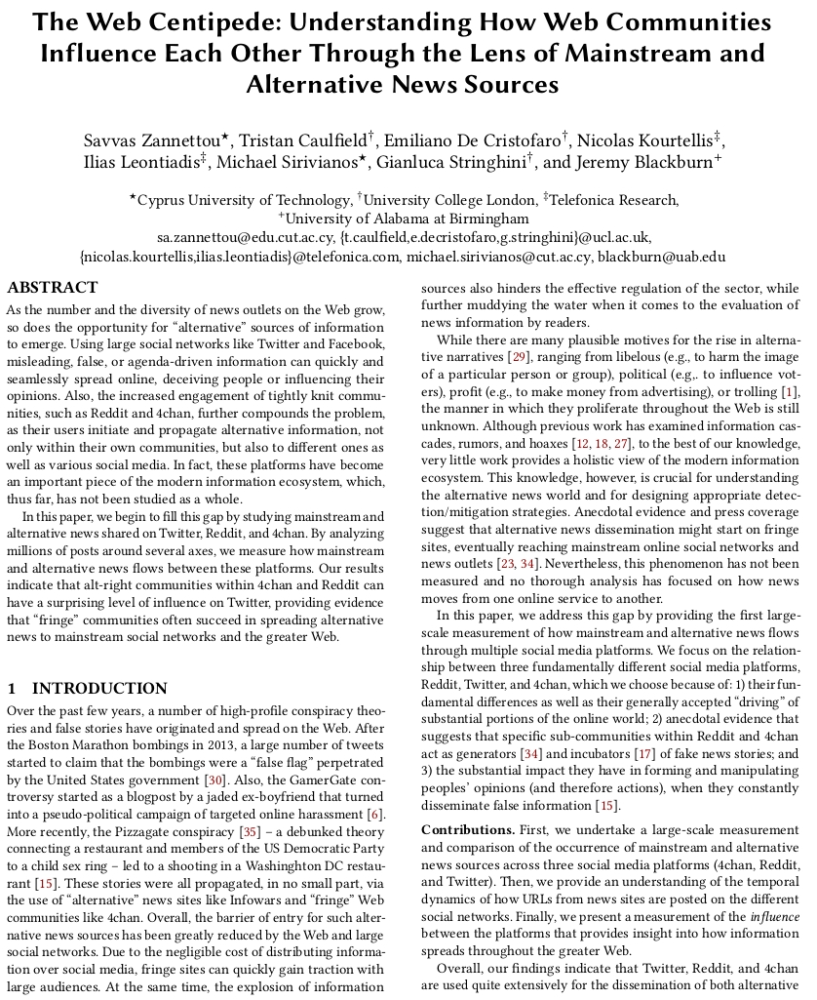 The Web Centipede: Understanding How Web Communities
Influence Each Other Through the Lens of Mainstream and
Alternative News Sources
Savvas Zannettou★, Tristan Caulfield†, Emiliano De Cristofaro†, Nicolas Kourtellis‡,
Ilias Leontiadis‡, Michael Sirivianos★, Gianluca Stringhini†, and Jeremy Blackburn+
★Cyprus University of Technology, †University College London, ‡Telefonica Research,
+University of Alabama at Birmingham
sa.zannettou@edu.cut.ac.cy, {t.caulfield,e.decristofaro,g.stringhini}@ucl.ac.uk,
{nicolas.kourtellis,ilias.leontiadis}@telefonica.com, michael.sirivianos@cut.ac.cy, blackburn@uab.edu
ABSTRACT
As the number and the diversity of news outlets on the Web grow,
so does the opportunity for “alternative” sources of information
to emerge. Using large social networks like Twitter and Facebook,
misleading, false, or agenda-driven information can quickly and
seamlessly spread online, deceiving people or influencing their
opinions. Also, the increased engagement of tightly knit commu-
nities, such as Reddit and 4chan, further compounds the problem,
as their users initiate and propagate alternative information, not
only within their own communities, but also to different ones as
well as various social media. In fact, these platforms have become
an important piece of the modern information ecosystem, which,
thus far, has not been studied as a whole.
In this paper, we begin to fill this gap by studying mainstream and
alternative news shared on Twitter, Reddit, and 4chan. By analyzing
millions of posts around several axes, we measure how mainstream
and alternative news flows between these platforms. Our results
indicate that alt-right communities within 4chan and Reddit can
have a surprising level of influence on Twitter, providing evidence
that “fringe” communities often succeed in spreading alternative
news to mainstream social networks and the greater Web.
1 INTRODUCTION
Over the past few years, a number of high-profile conspiracy theo-
ries and false stories have originated and spread on the Web. After
the Boston Marathon bombings in 2013, a large number of tweets
started to claim that the bombings were a “false flag” perpetrated
by the United States government [30]. Also, the GamerGate con-
troversy started as a blogpost by a jaded ex-boyfriend that turned
into a pseudo-political campaign of targeted online harassment [6].
More recently, the Pizzagate conspiracy [35] – a debunked theory
connecting a restaurant and members of the US Democratic Party
to a child sex ring – led to a shooting in a Washinghton DC restau-
rant [15]. These stories were all propagated, in no small part, via
the use of “alternative” news sites like Infowars and “fringe” Web
communities like 4chan. Overall, the barrier of entry for such alter-
native news sources has been greatly reduced by the Web and large
social networks. Due to the negligible cost of distributing informa-
tion over social media, fringe sites can quickly gain traction with
large audiences. At the same time, the explosion of information
sources also hinders the effective regulation of the sector, while
further muddying the water when it comes to the evaluation of
news information by readers.
While there are many plausible motives for the rise in alterna-
tive narratives [29], ranging from libelous (e.g., to harm the image
of a particular person or group), political (e.g,. to influence vot-
ers), profit (e.g., to make money from advertising), or trolling [1],
the manner in which they proliferate throughout the Web is still
unknown. Although previous work has examined information cas-
cades, rumors, and hoaxes [12, 18, 27], to the best of our knowledge,
very little work provides a holistic view of the modern information
ecosystem. This knowledge, however, is crucial for understanding
the alternative news world and for designing appropriate detec-
tion/mitigation strategies. Anecdotal evidence and press coverage
suggest that alternative news dissemination might start on fringe
sites, eventually reaching mainstream online social networks and
news outlets [23, 34]. Nevertheless, this phenomenon has not been
measured and no thorough analysis has focused on how news
moves from one online service to another.
In this paper, we address this gap by providing the first large-
scale measurement of how mainstream and alternative news flows
through multiple social media platforms. We focus on the relation-
ship between three fundamentally different social media platforms,
Reddit, Twitter, and 4chan, which we choose because of: 1) their fun-
damental differences as well as their generally accepted “driving” of
substantial portions of the online world; 2) anecdotal evidence that
suggests that specific sub-communities within Reddit and 4chan
act as generators [34] and incubators [17] of fake news stories; and
3) the substantial impact they have in forming and manipulating
peoples’ opinions (and therefore actions), when they constantly
disseminate false information [15].
Contributions. First, we undertake a large-scale measurement
and comparison of the occurrence of mainstream and alternative
news sources across three social media platforms (4chan, Reddit,
and Twitter). Then, we provide an understanding of the temporal
dynamics of how URLs from news sites are posted on the different
social networks. Finally, we present a measurement of the influence
between the platforms that provides insight into how information
spreads throughout the greater Web.
Overall, our findings indicate that Twitter, Reddit, and 4chan
are used quite extensively for the dissemination of both alternative